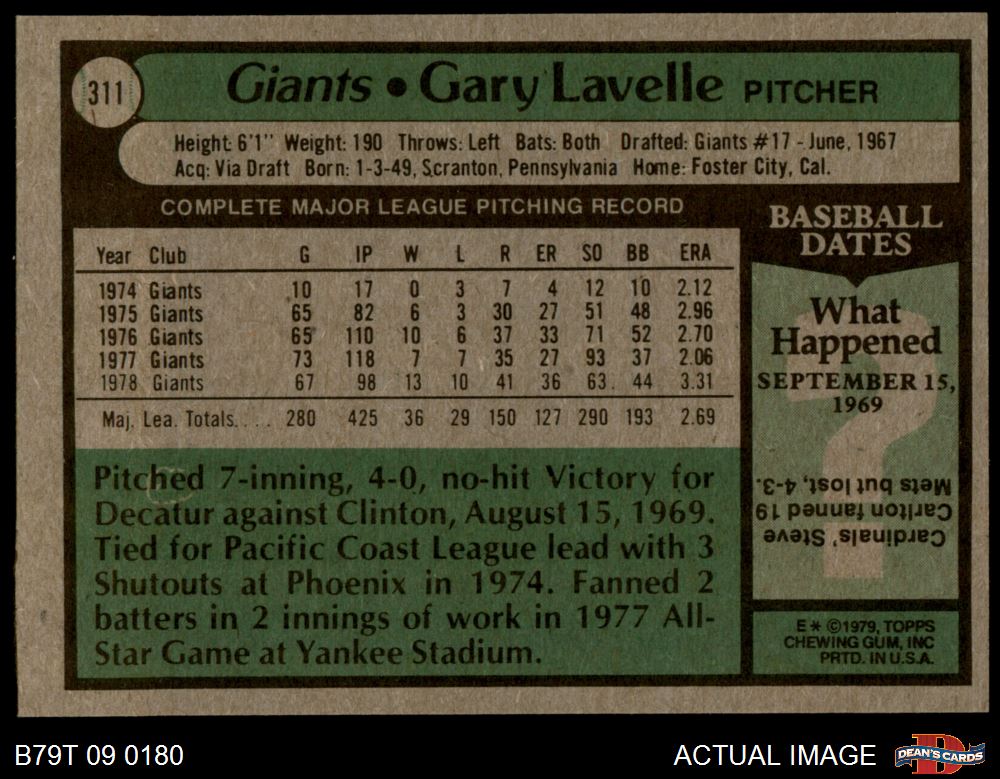 311
Giants • Gary Lavelle PITCHER
Height: 6'1" Weight: 190 Throws: Left Bats: Both Drafted: Giants #17 - June, 1967
Acq: Via Draft Born: 1-3-49, Scranton, Pennsylvania Home: Foster City, Cal.
COMPLETE MAJOR LEAGUE PITCHING RECORD
Year Club G IP W L R ER SO BB ERA
1974 Giants 10 17 0 3 7 4 12 10 2.12
1975 Giants 65 82 6 3 30 27 51 48 2.96
1976 Giants 65 110 10 6 37 33 71 52 2.70
1977 Giants 73 118 7 7 35 27 93 37 2.06
1978 Giants 67 98 13 10 41 36 63 44 3.31
Maj. Lea. Totals.... 280 425 36 29 150 127 290 193 2.69
Pitched 7-inning, 4-0, no-hit Victory for
Decatur against Clinton, August 15, 1969.
Tied for Pacific Coast League lead with 3
Shutouts at Phoenix in 1974. Fanned 2
batters in 2 innings of work in 1977 All-
Star Game at Yankee Stadium.
BASEBALL
DATES
What
Happened
SEPTEMBER 15,
1969
?
Cardinals' Steve
Carlton fanned 19
Mets but lost, 4-3.
E* ©1979, TOPPS
CHEWING GUM, INC
PRTD. IN U.S.A.
B79T 09 0180
ACTUAL IMAGE
D
DEAN'S CARDS